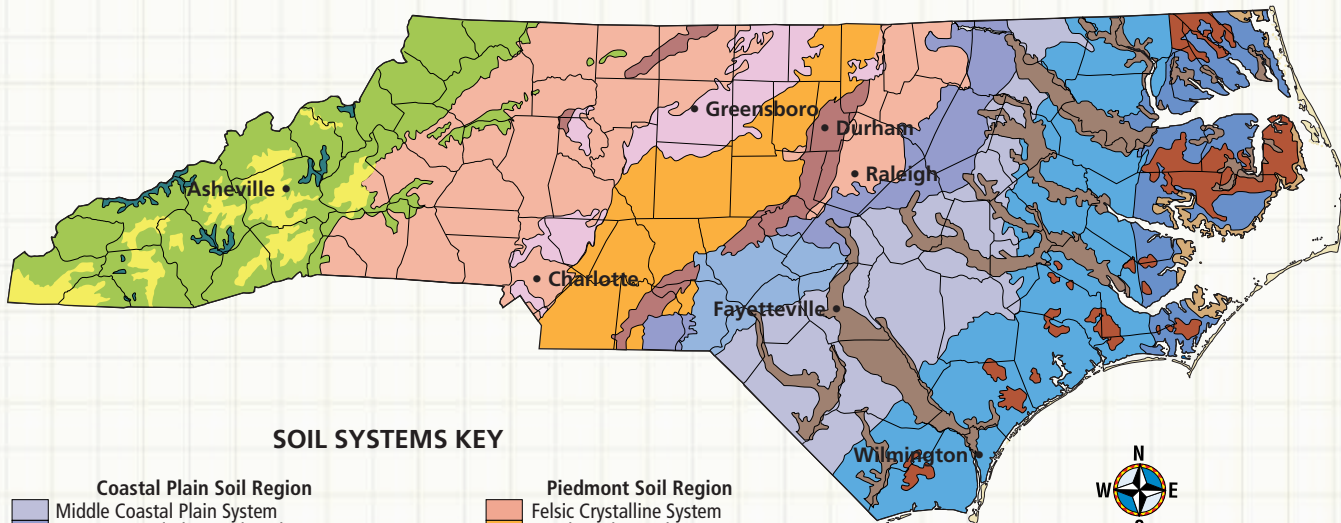 Greensboro
Durham
Raleigh
Asheville
Charlotte
Fayetteville
Wilmington
SOIL SYSTEMS KEY
Coastal Plain Soil Region
Middle Coastal Plain System
Piedmont Soil Region
Felsic Crystalline System
N
W E